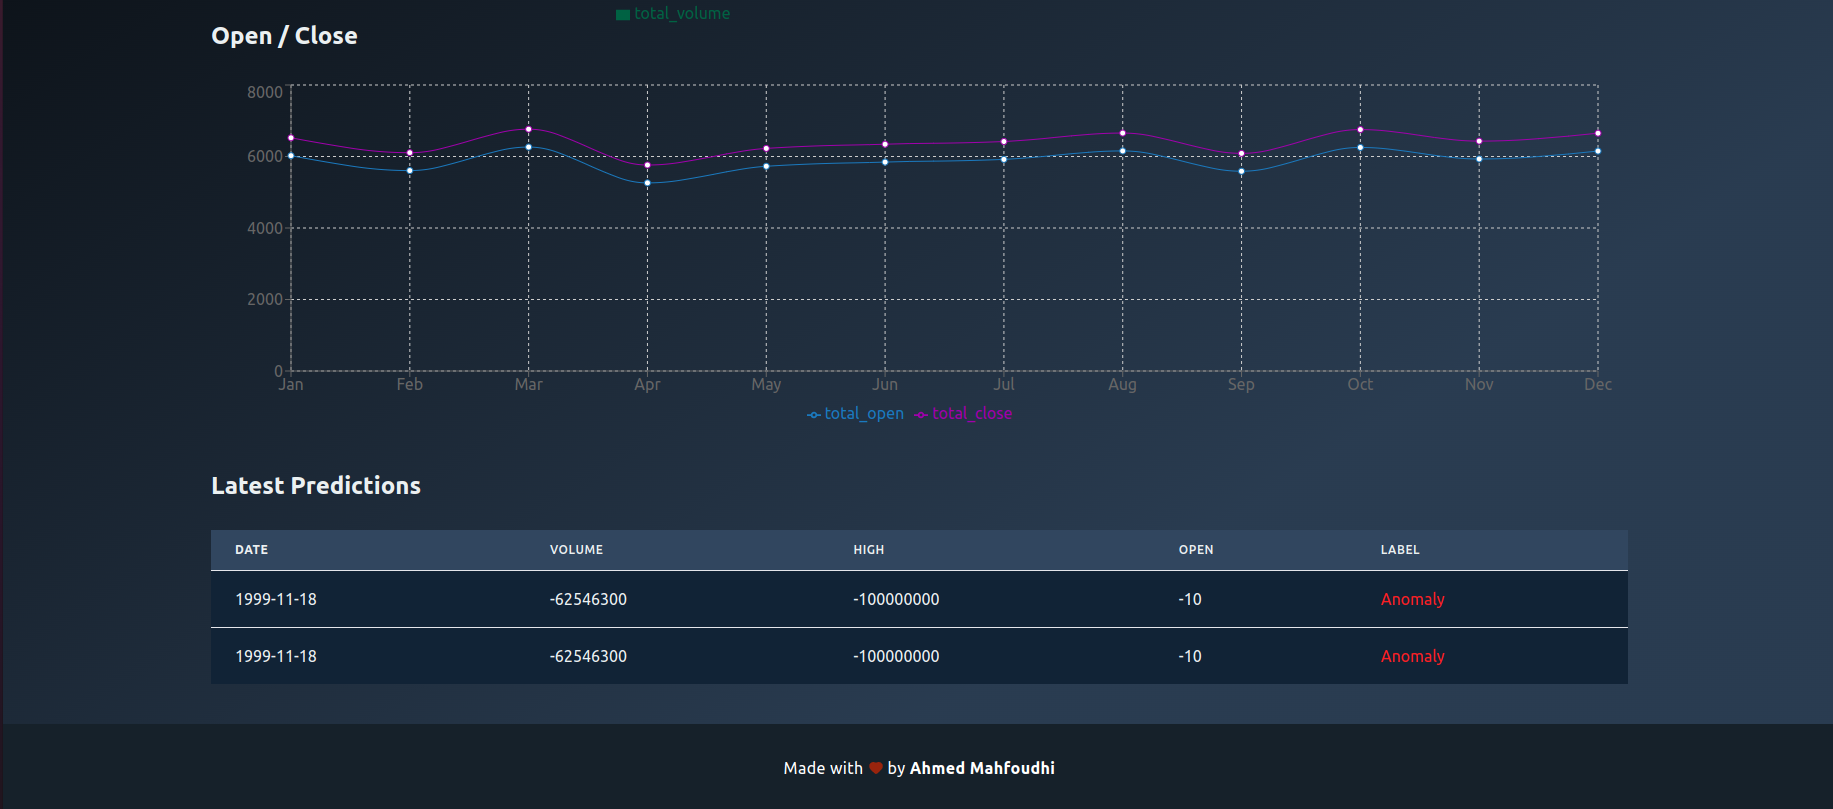 total_volume
Open / Close
8000
6000
4000
2000
0
Jan Feb Mar Apr May Jun Jul Aug Sep Oct Nov Dec
total_open total_close
Latest Predictions
DATE VOLUME HIGH OPEN LABEL
1999-11-18 -62546300 -100000000 -10 Anomaly
1999-11-18 -62546300 -100000000 -10 Anomaly
Made with ❤ by Ahmed Mahfoudhi